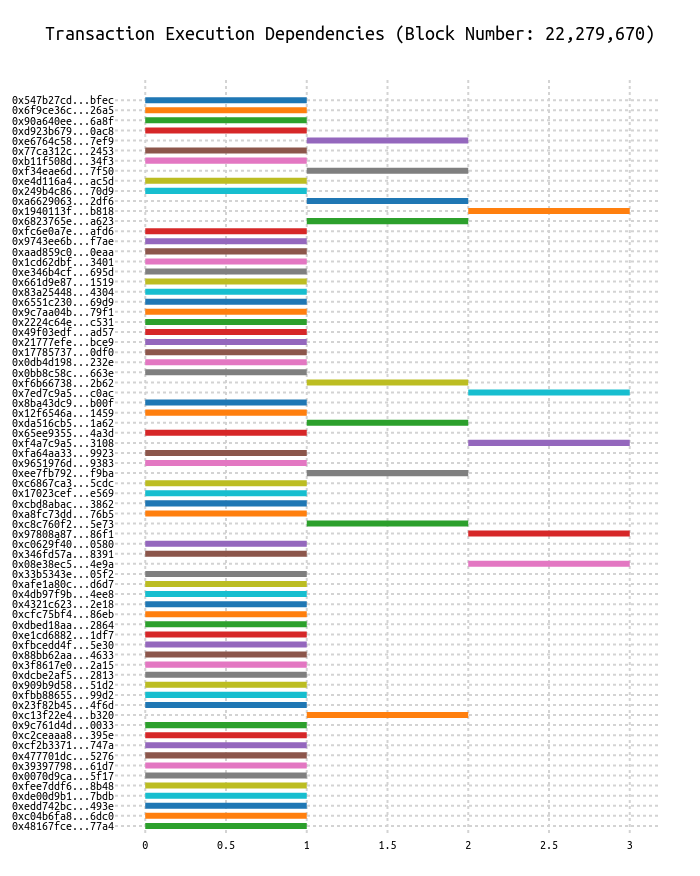 Transaction Execution Dependencies (Block Number: 22,279,670)
0x547b27cd...bfec
0x6f9ce36c...26a5
0x90a640ee...6a8f
0xd923b679...0ac8
0xe6764c58...7ef9
0x77ca312c...2453
0xb11f508d...34f3
0xf34eae6d...7f50
0xe4d116a4...ac5d
0x249b4c86...70d9
0xa6629063...2df6
0x1940113f...b818
0x6823765e...a623
0xfc6e0a7e...afd6
0x9743ee6b...f7ae
0xaad859c0...0eaa
0x1cd62dbf...3401
0xe346b4cf...695d
0x661d9e87...1519
0x83a25448...4304
0x6551c230...69d9
0x9c7aa04b...79f1
0x2224c64e...c531
0x49f03edf...ad57
0x21777efe...bce9
0x17785737...0df0
0x0db4d198...232e
0x0bb8c58c...663e
0xf6b66738...2b62
0x7ed7c9a5...c0ac
0x8ba43dc9...b00f
0x12f6546a...1459
0xda516cb5...1a62
0x65ee9355...4a3d
0xf4a7c9a5...3108
0xfa64aa33...9923
0x9651976d...9383
0xee7fb792...f9ba
0xc6867ca3...5cdc
0x17023cef...e569
0xcbd8abac...3862
0xa8fc73dd...76b5
0xc8c760f2...5e73
0x97808a87...86f1
0xc0629f40...0580
0x346fd57a...8391
0x08e38ec5...4e9a
0x33b5343e...05f2
0xafe1a80c...d6d7
0x4db97f9b...4ee8
0x4321c623...2e18
0xcfc75bf4...86eb
0xdbed18aa...2864
0xe1cd6882...1df7
0xfbcedd4f...5e30
0x88bb62aa...4633
0x3f8617e0...2a15
0xdcbe2af5...2813
0x909b9d58...51d2
0xfbb88655...99d2
0x23f82b45...4f6d
0xc13f22e4...b320
0x9c761d4d...0033
0xc2ceaaa8...395e
0xcf2b3371...747a
0x477701dc...5276
0x39397798...61d7
0x0070d9ca...5f17
0xfee7ddf6...8b48
0xde00d9b1...7bdb
0xedd742bc...493e
0xc04b6fa8...6dc0
0x48167fce...77a4
0 0.5 1 1.5 2 2.5 3